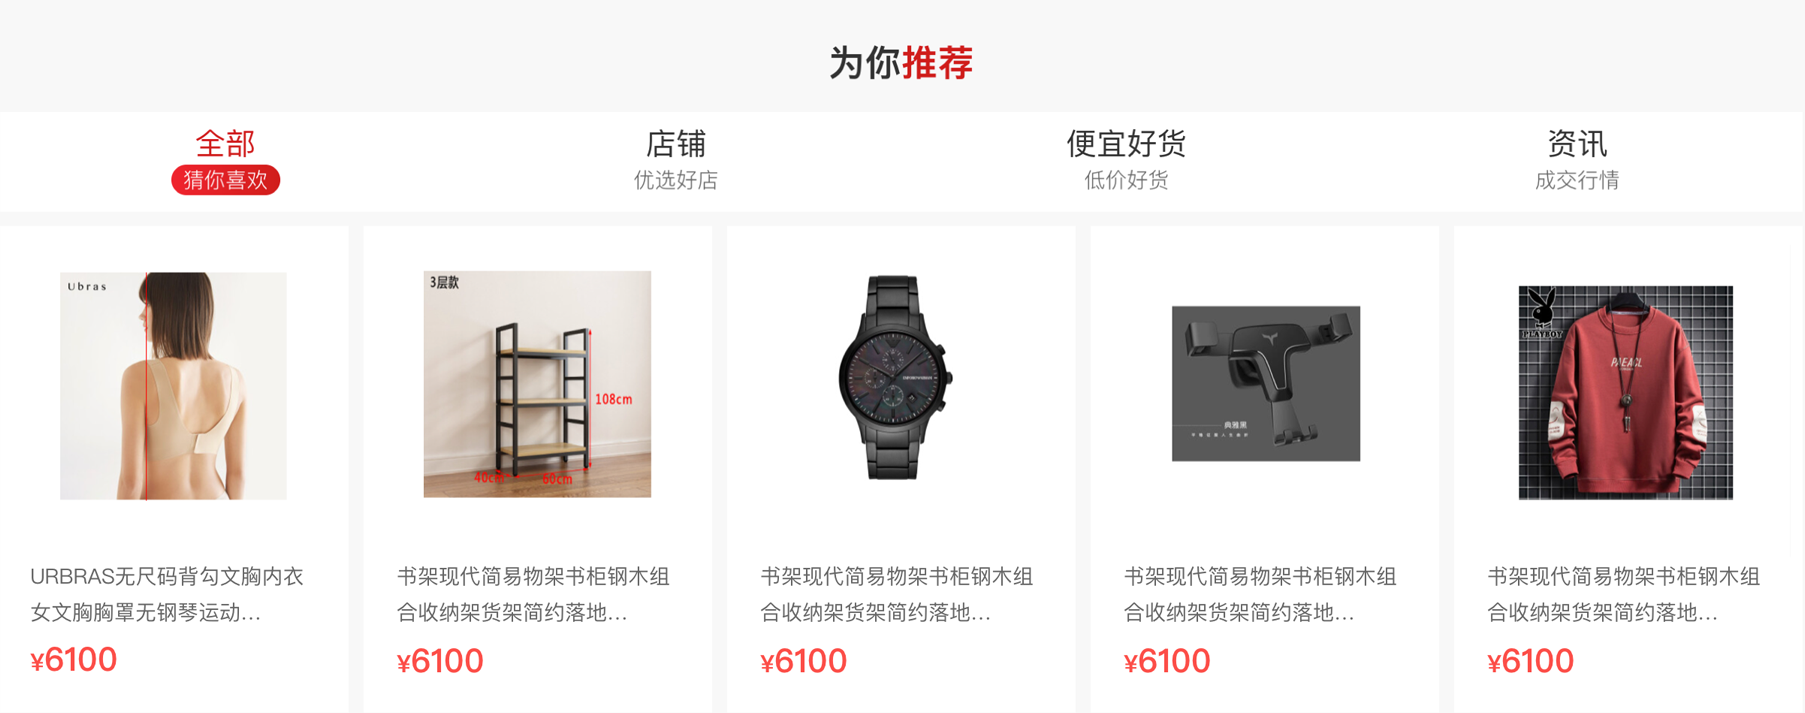 为你推荐
全部
猜你喜欢
店铺
优选好店
便宜好货
低价好货
资讯
成交行情
Ubras
3层款
108cm
40cm
60cm
EMPORIO ARMANI
典雅黑
PLAYBOY
PAEACL
URBRAS无尺码背勾文胸内衣
女文胸胸罩无钢琴运动...
¥6100
书架现代简易物架书柜钢木组
合收纳架货架简约落地...
¥6100
书架现代简易物架书柜钢木组
合收纳架货架简约落地...
¥6100
书架现代简易物架书柜钢木组
合收纳架货架简约落地...
¥6100
书架现代简易物架书柜钢木组
合收纳架货架简约落地...
¥6100